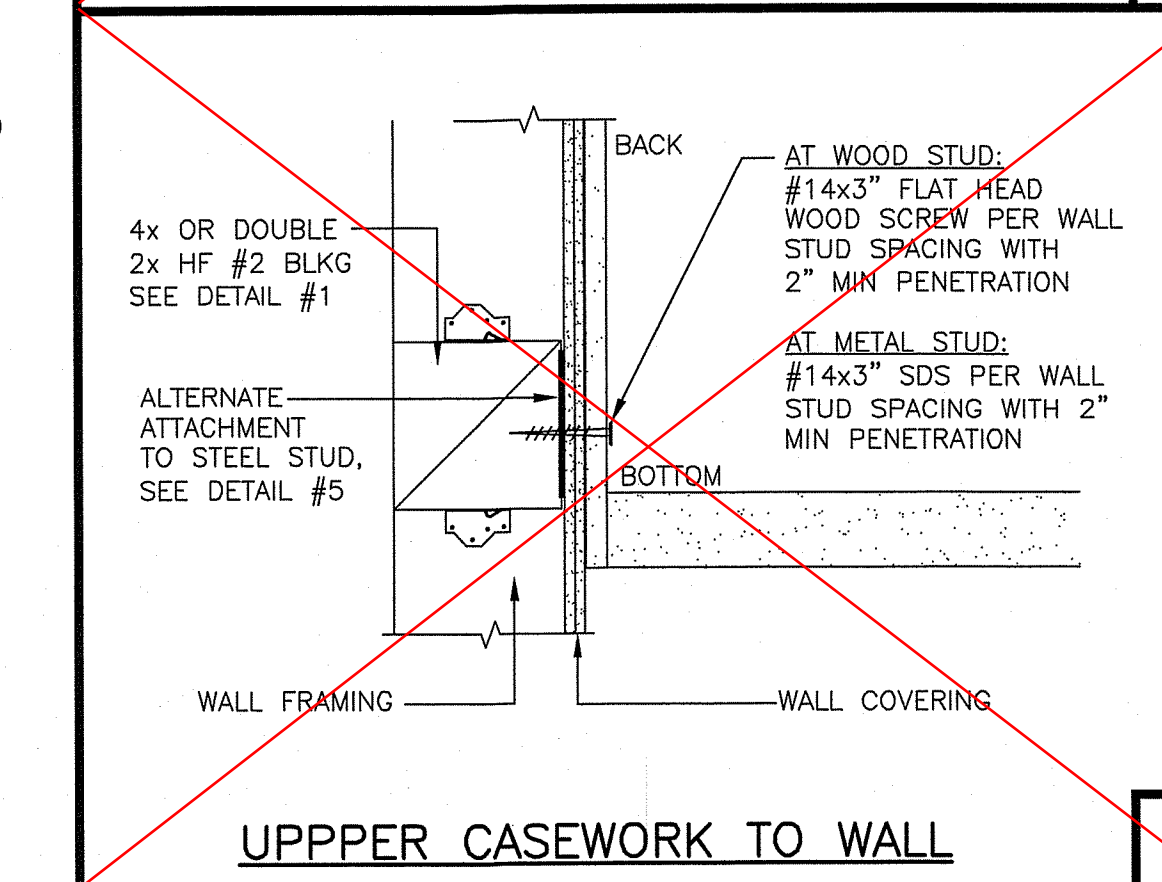 BACK
AT WOOD STUD:
#14x3" FLAT HEAD
WOOD SCREW PER WALL
STUD SPACING WITH
2" MIN PENETRATION
4x OR DOUBLE
2x HF #2 BLKG
SEE DETAIL #1
AT METAL STUD:
#14x3" SDS PER WALL
STUD SPACING WITH 2"
MIN PENETRATION
ALTERNATE
ATTACHMENT
TO STEEL STUD,
SEE DETAIL #5
BOTTOM
WALL FRAMING
WALL COVERING
UPPPER CASEWORK TO WALL